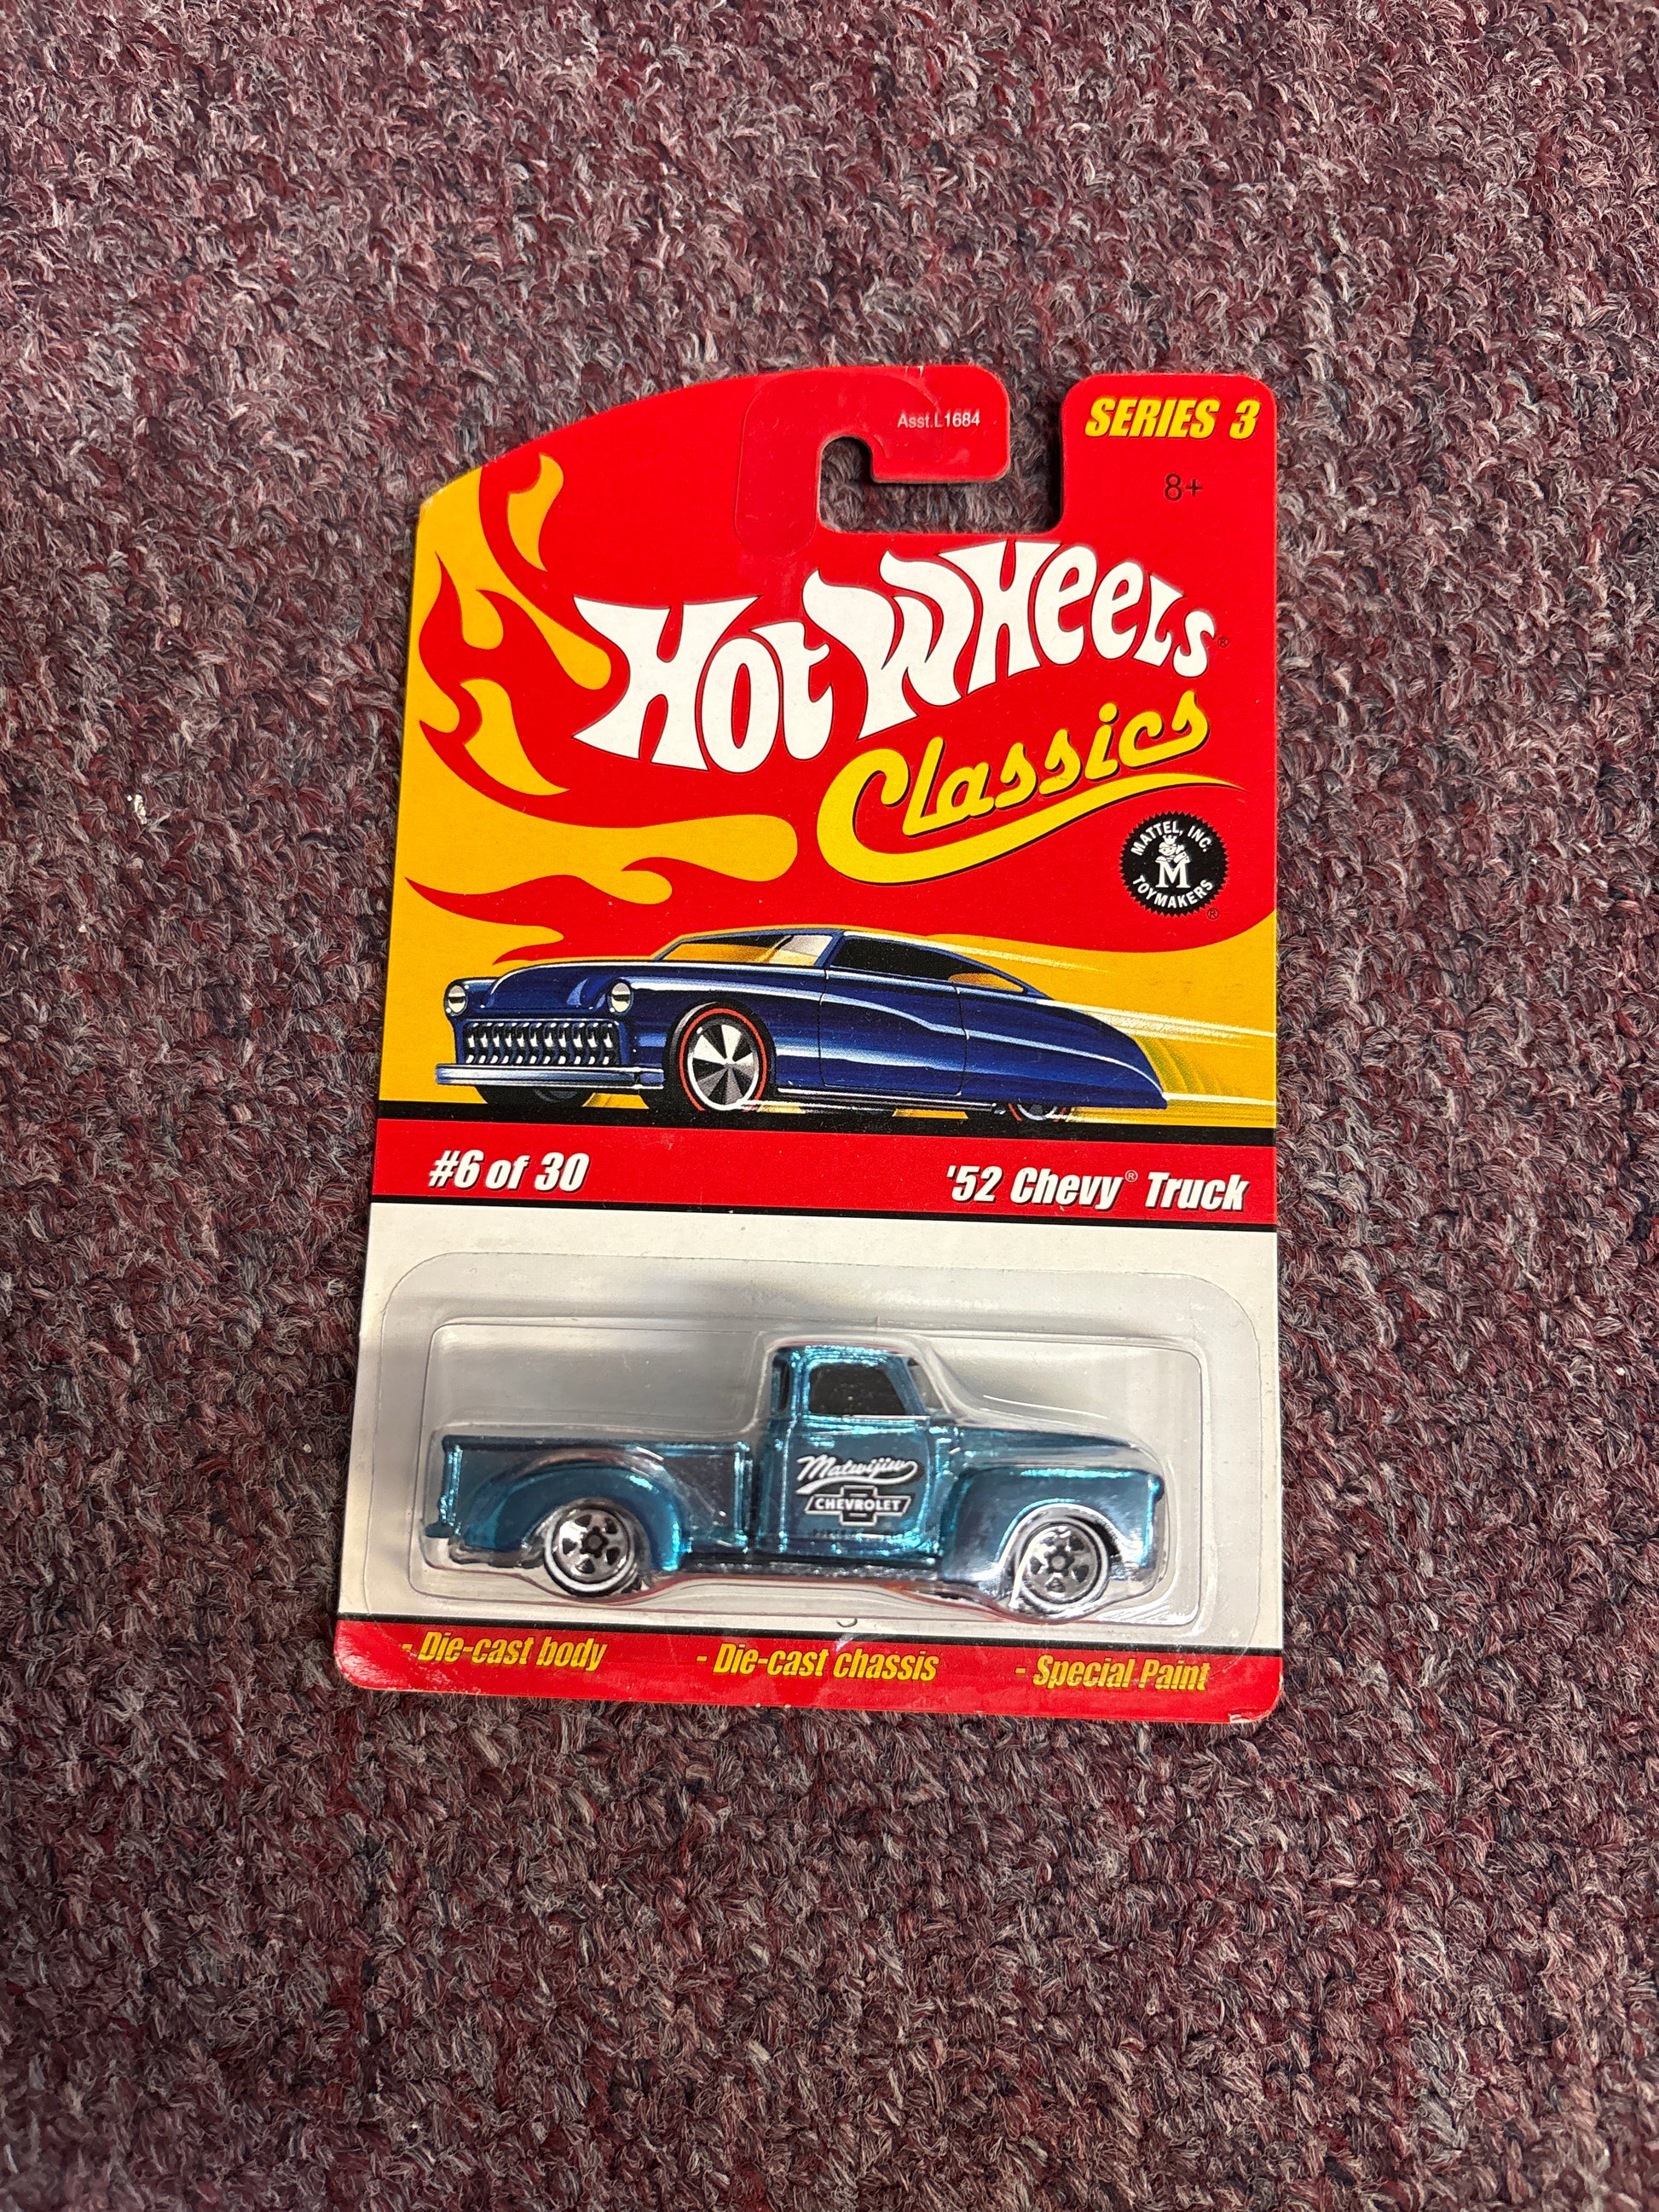 Asst.L1684
SERIES 3
8+
Hot Wheels®
Classics
MATTEL, INC.
M
TOYMAKERS
®
#6 of 30
'52 Chevy® Truck
Matwijiw
CHEVROLET
- Die-cast body
- Die-cast chassis
- Special Paint